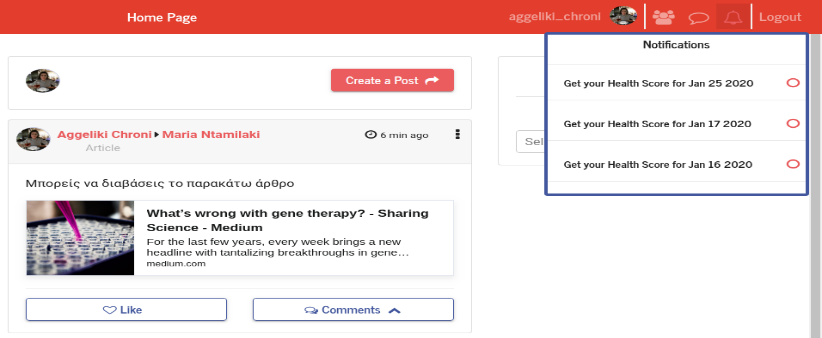 Home Page
aggeliki_chroni
Logout
Notifications
Get your Health Score for Jan 25 2020
Get your Health Score for Jan 17 2020
Get your Health Score for Jan 16 2020
Create a Post
Sel
Aggeliki Chroni Maria Ntamilaki
6 min ago
Article
Μπορείς να διαβάσεις το παρακάτω άρθρο
What's wrong with gene therapy? - Sharing
Science - Medium
For the last few years, every week brings a new
headline with tantalizing breakthroughs in gene...
medium.com
Like
Comments